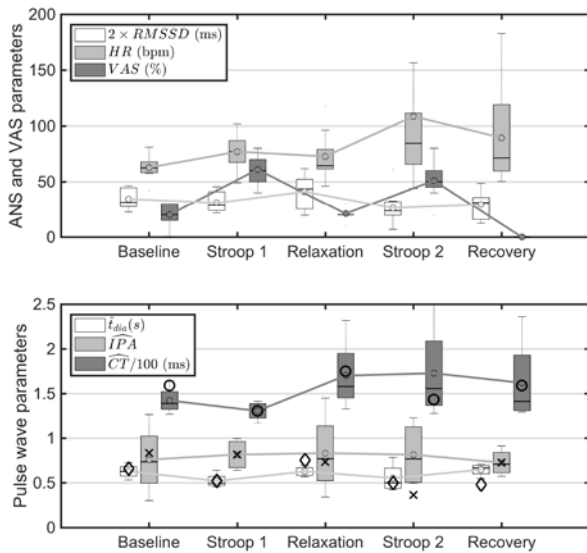 ANS and VAS parameters
200
150
100
50
0
2 × RMSSD (ms)
HR (bpm)
VAS (%)
Baseline Stroop 1 Relaxation Stroop 2 Recovery
Pulse wave parameters
2.5
2
1.5
1
0.5
0
t̂dia(s)
ÎPA
ĈT/100 (ms)
Baseline Stroop 1 Relaxation Stroop 2 Recovery